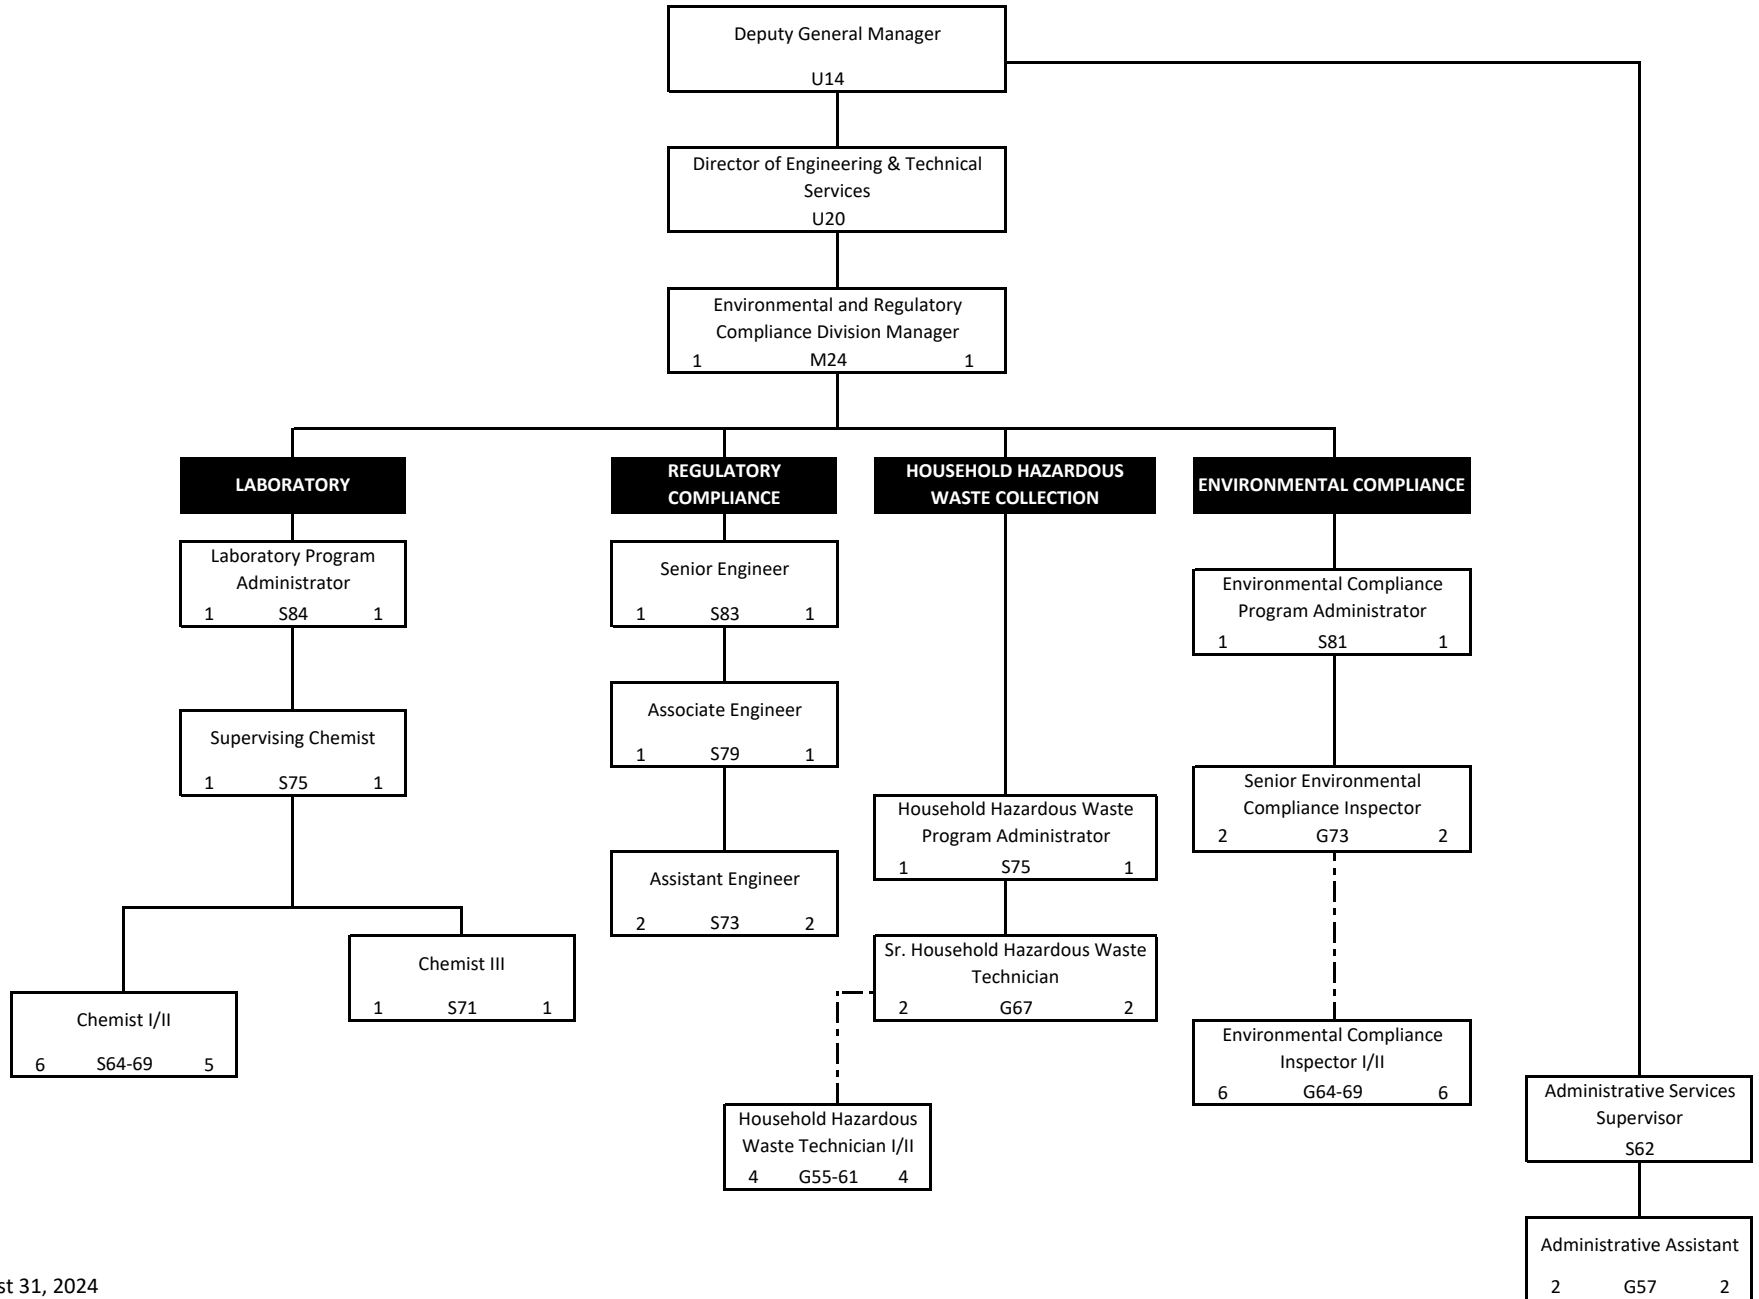 Deputy General Manager
U14
Director of Engineering & Technical
Services
U20
Environmental and Regulatory
Compliance Division Manager
1 M24 1
LABORATORY
REGULATORY
COMPLIANCE
HOUSEHOLD HAZARDOUS
WASTE COLLECTION
ENVIRONMENTAL COMPLIANCE
Laboratory Program
Administrator
1 S84 1
Supervising Chemist
1 S75 1
Chemist I/II
6 S64-69 5
Chemist III
1 S71 1
Senior Engineer
1 S83 1
Associate Engineer
1 S79 1
Assistant Engineer
2 S73 2
Household Hazardous Waste
Program Administrator
1 S75 1
Sr. Household Hazardous Waste
Technician
2 G67 2
Household Hazardous
Waste Technician I/II
4 G55-61 4
Environmental Compliance
Program Administrator
1 S81 1
Senior Environmental
Compliance Inspector
2 G73 2
Environmental Compliance
Inspector I/II
6 G64-69 6
Administrative Services
Supervisor
S62
Administrative Assistant
2 G57 2
st 31, 2024